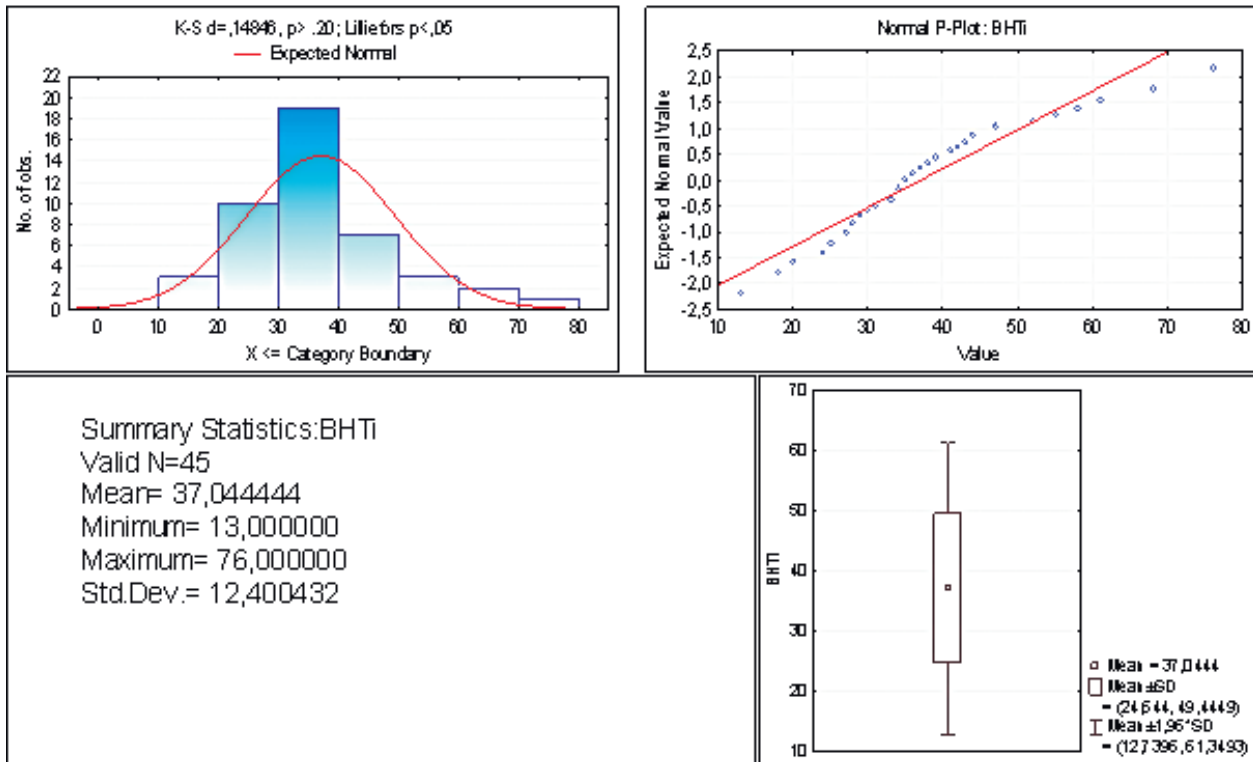 K-S d=,14846, p> .20; Lilliefors p<,05
Expected Normal
No. of obs.
22
20
18
16
14
12
10
8
6
4
2
0
0 10 20 30 40 50 60 70 80
X <= Category Boundary
Normal P-Plot: BHTi
Expected Normal Value
2,5
2,0
1,5
1,0
0,5
0,0
-0,5
-1,0
-1,5
-2,0
-2,5
10 20 30 40 50 60 70 80
Value
Summary Statistics:BHTi
Valid N=45
Mean= 37,044444
Minimum= 13,000000
Maximum= 76,000000
Std.Dev.= 12,400432
BHTi
70
60
50
40
30
20
10
Mean = 37,0444
Mean±SD
= (24,644, 49,4449)
Mean±1,96*SD
= (12,7396, 61,3493)